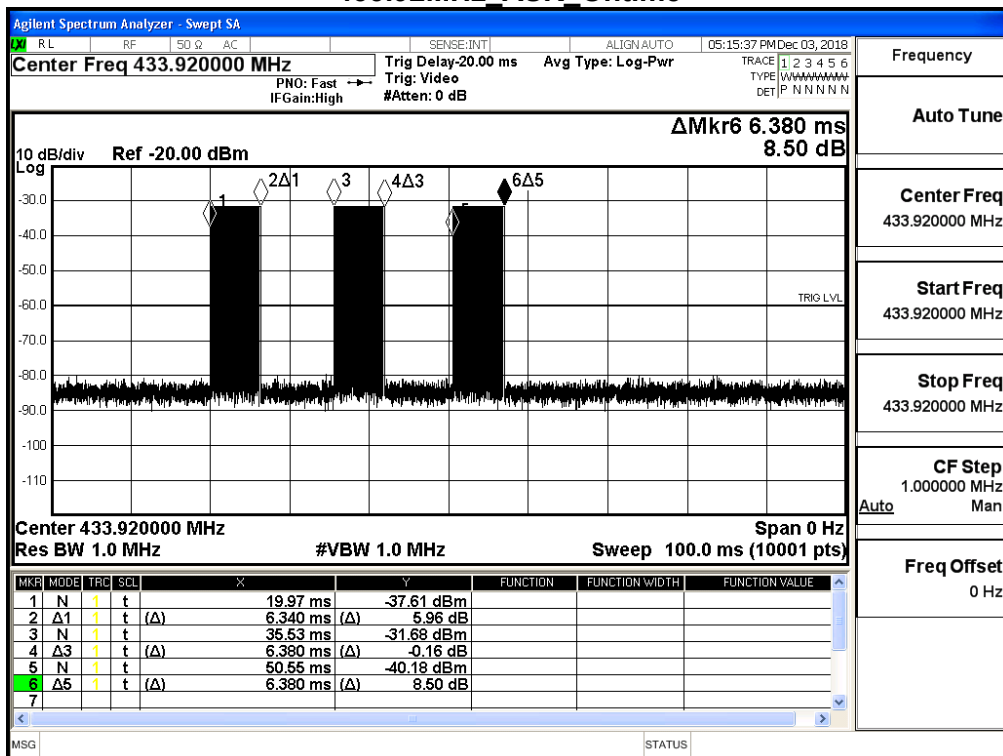 Agilent Spectrum Analyzer - Swept SA
LXI RL RF 50 Ω AC SENSE:INT ALIGNAUTO 05:15:37 PM Dec 03, 2018
Center Freq 433.920000 MHz
PNO: Fast
IFGain:High
Trig Delay-20.00 ms
Trig: Video
#Atten: 0 dB
Avg Type: Log-Pwr
TRACE 1 2 3 4 5 6
TYPE
DET P N N N N N
ΔMkr6 6.380 ms
8.50 dB
10 dB/div Ref -20.00 dBm
Log
1 2Δ1 3 4Δ3 6Δ5
-30.0
-40.0
-50.0
-60.0
TRIG LVL
-70.0
-80.0
-90.0
-100
-110
Center 433.920000 MHz Span 0 Hz
Res BW 1.0 MHz #VBW 1.0 MHz Sweep 100.0 ms (10001 pts)
MKR MODE TRC SCL X Y FUNCTION FUNCTION WIDTH FUNCTION VALUE
1 N 1 t 19.97 ms -37.61 dBm
2 Δ1 1 t (Δ) 6.340 ms (Δ) 5.96 dB
3 N 1 t 35.53 ms -31.68 dBm
4 Δ3 1 t (Δ) 6.380 ms (Δ) -0.16 dB
5 N 1 t 50.55 ms -40.18 dBm
6 Δ5 1 t (Δ) 6.380 ms (Δ) 8.50 dB
7
MSG STATUS
Frequency
Auto Tune
Center Freq
433.920000 MHz
Start Freq
433.920000 MHz
Stop Freq
433.920000 MHz
CF Step
1.000000 MHz
Auto Man
Freq Offset
0 Hz